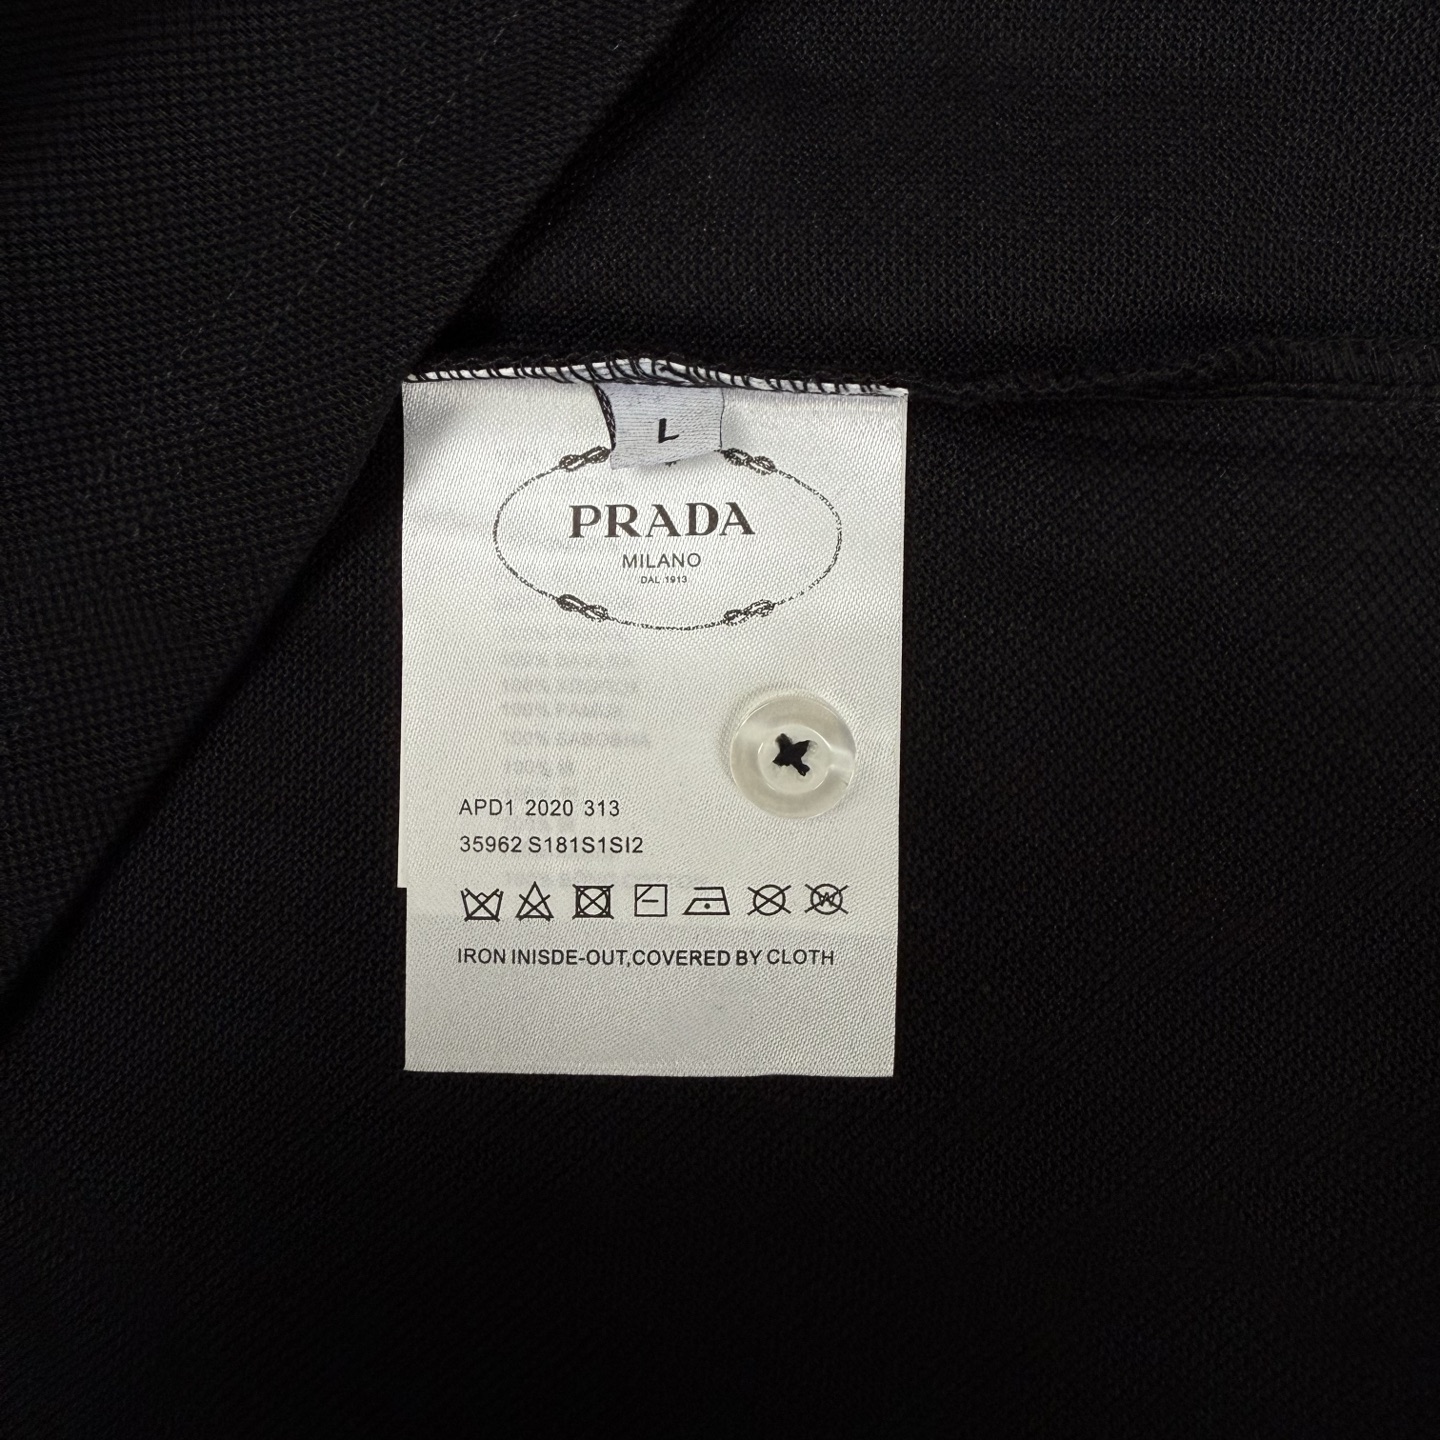 L
PRADA
MILANO
DAL 1913
APD1 2020 313
35962 S181S1SI2
W
IRON INISDE-OUT,COVERED BY CLOTH